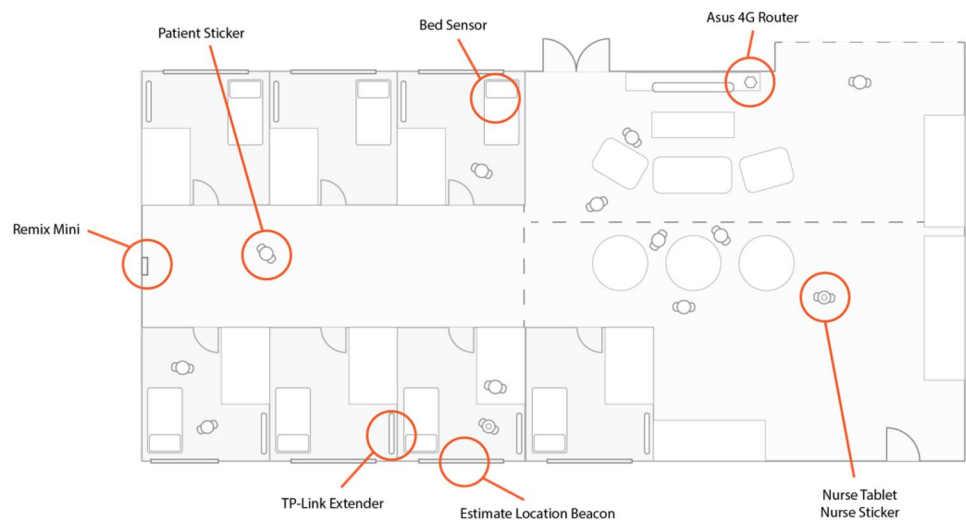 Patient Sticker
Bed Sensor
Asus 4G Router
Remix Mini
TP-Link Extender
Estimate Location Beacon
Nurse Tablet
Nurse Sticker